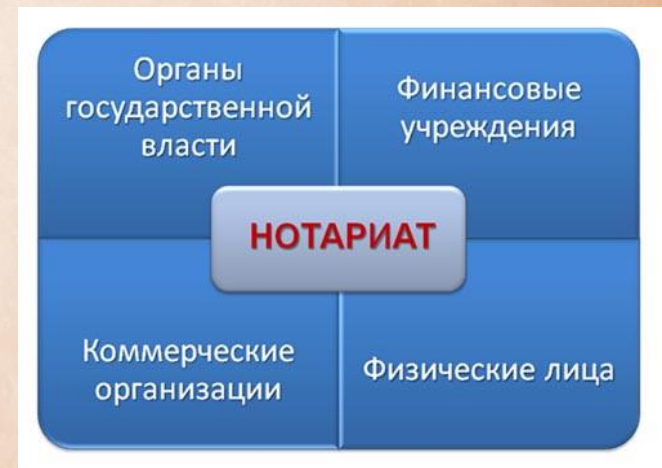 Органы
государственной
власти
Финансовые
учреждения
НОТАРИАТ
Коммерческие
организации
Физические лица